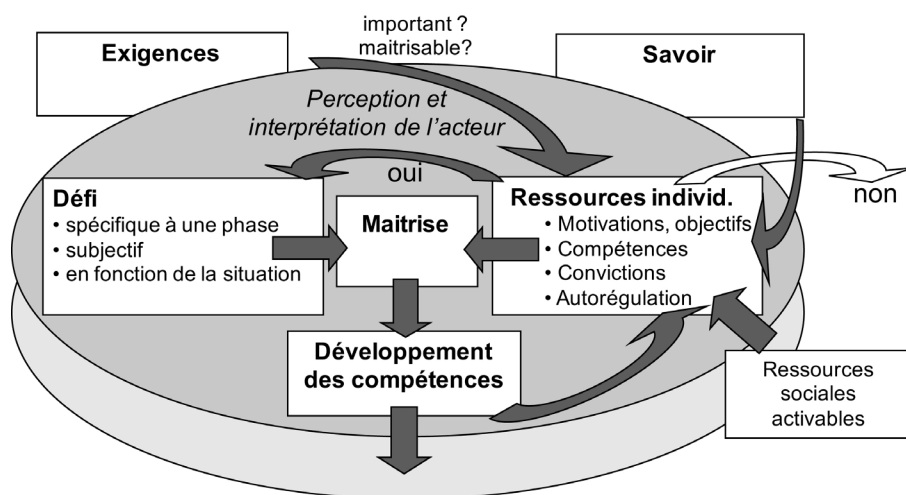 important ?
maitrisable?
Exigences
Savoir
Perception et
interprétation de l'acteur
oui
non
Défi
• spécifique à une phase
• subjectif
• en fonction de la situation
Maitrise
Ressources individ.
• Motivations, objectifs
• Compétences
• Convictions
• Autorégulation
Développement
des compétences
Ressources
sociales
activables